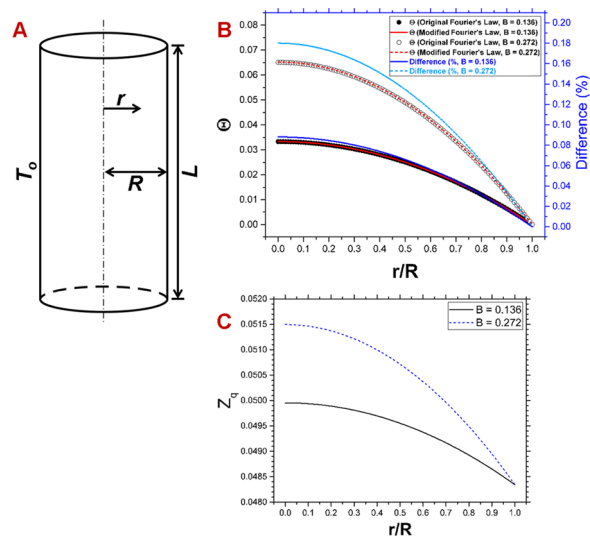 A
r
R
L
T₀
B
0.08
0.07
0.06
0.05
0.04
0.03
0.02
0.01
0.00
Θ
Θ (Original Fourier's Law, B = 0.136)
Θ (Modified Fourier's Law, B = 0.136)
Θ (Original Fourier's Law, B = 0.272)
Θ (Modified Fourier's Law, B = 0.272)
Difference (%, B = 0.136)
Difference (%, B = 0.272)
0.20
0.18
0.16
0.14
0.12
0.10
0.08
0.06
0.04
0.02
0.00
Difference (%)
0.0 0.1 0.2 0.3 0.4 0.5 0.6 0.7 0.8 0.9 1.0
r/R
C
0.0520
0.0515
0.0510
0.0505
0.0500
0.0495
0.0490
0.0485
0.0480
Zq
B = 0.136
B = 0.272
0.0 0.1 0.2 0.3 0.4 0.5 0.6 0.7 0.8 0.9 1.0
r/R